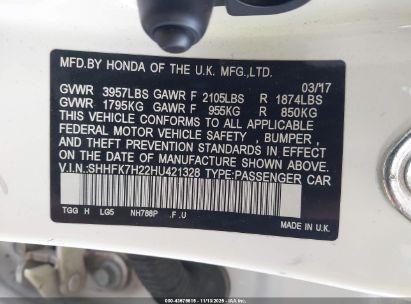 MFD.BY HONDA OF THE U.K. MFG.,LTD.
03/17
GVWR 3957LBS GAWR F 2105LBS R 1874LBS
GVWR 1795KG GAWR F 955KG R 850KG
THIS VEHICLE CONFORMS TO ALL APPLICABLE
FEDERAL MOTOR VEHICLE SAFETY , BUMPER ,
AND THEFT PREVENTION STANDARDS IN EFFECT
ON THE DATE OF MANUFACTURE SHOWN ABOVE.
V.I.N.:SHHFK7H22HU421328 TYPE:PASSENGER CAR
TGG H LG5 NH788P .F .U
MADE IN U.K.